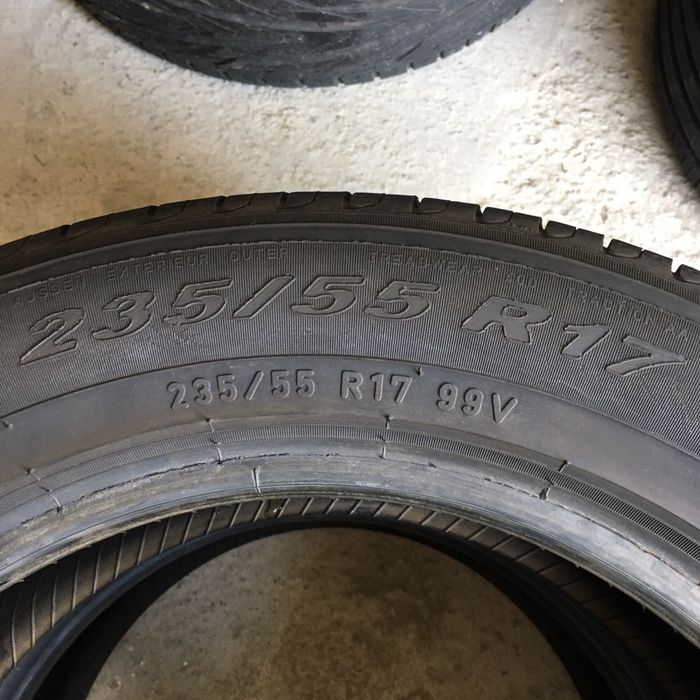 AUSSEN EXTERIEUR OUTER TREADWEAR 400 TRACTION AA
235/55 R17
235/55 R17 99V